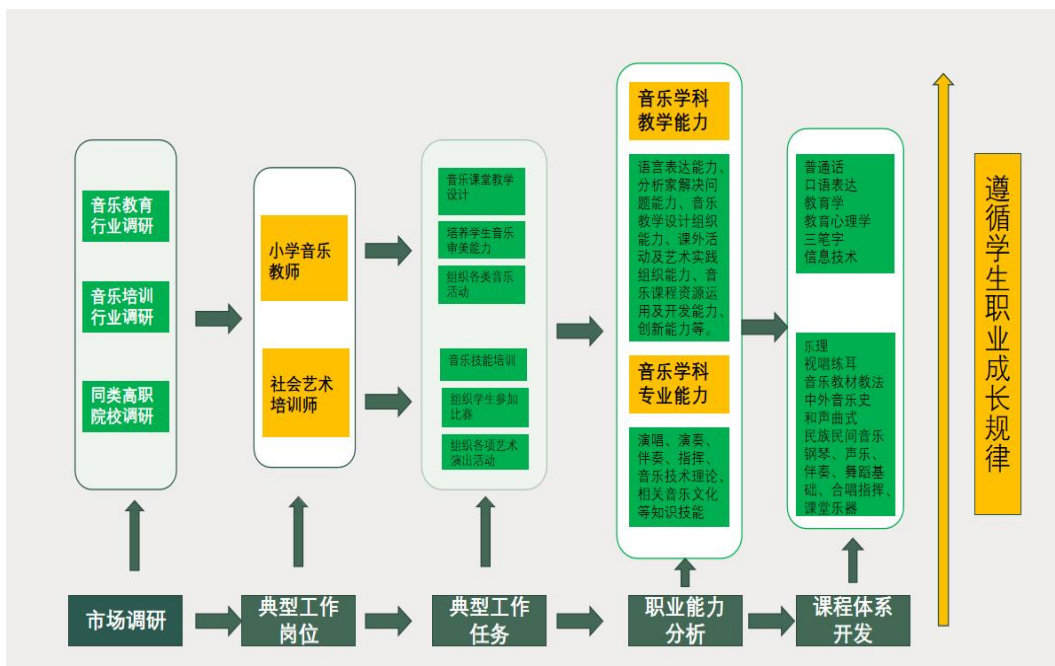 音乐教育
行业调研
音乐培训
行业调研
同类高职
院校调研
市场调研
小学音乐
教师
社会艺术
培训师
典型工作
岗位
音乐课堂教学
设计
培养学生音乐
审美能力
组织各类音乐
活动
音乐技能培训
组织学生参加
比赛
组织各项艺术
演出活动
典型工作
任务
音乐学科
教学能力
语言表达能力、
分析家解决问
题能力、音乐
教学设计组织
能力、课外活
动及艺术实践
组织能力、音
乐课程资源运
用及开发能力、
创新能力等。
音乐学科
专业能力
演唱、演奏、
伴奏、指挥、
音乐技术理论、
相关音乐文化
等知识技能
职业能力
分析
普通话
口语表达
教育学
教育心理学
三笔字
信息技术
乐理
视唱练耳
音乐教材教法
中外音乐史
和声曲式
民族民间音乐
钢琴、声乐、
伴奏、舞蹈基
础、合唱指挥、
课堂乐器
课程体系
开发
遵循学生职业成长规律